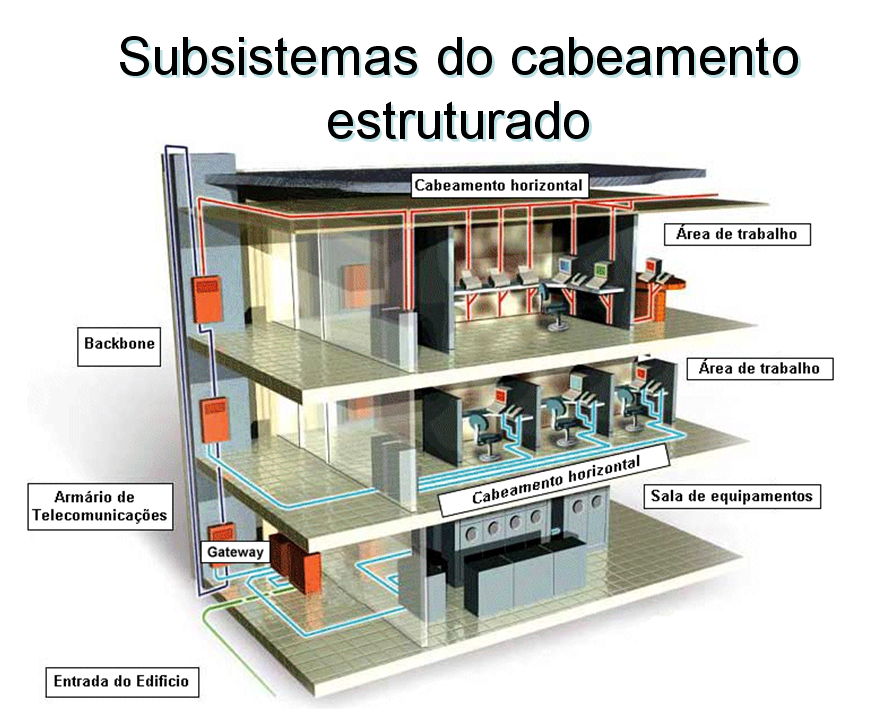 Subsistemas do cabeamento
estruturado
Cabeamento horizontal
Área de trabalho
Backbone
Área de trabalho
Cabeamento horizontal
Armário de
Telecomunicações
Sala de equipamentos
Gateway
Entrada do Edificio